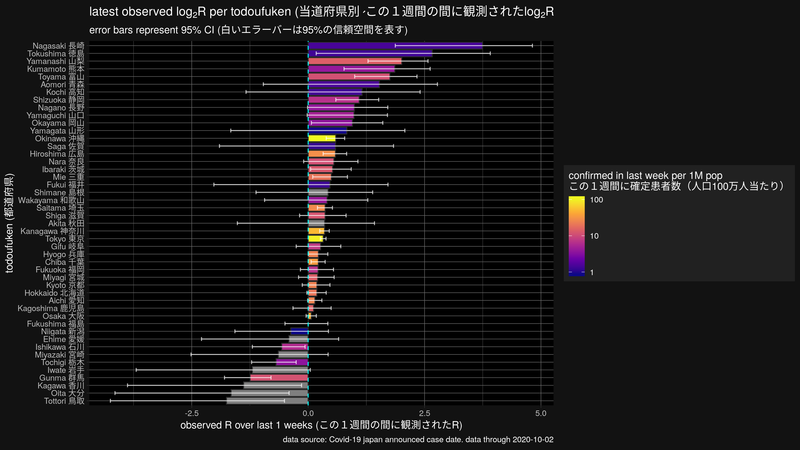 latest observed log₂R per todoufuken (当道府県別 この１週間の間に観測されたlog₂R
error bars represent 95% CI (白いエラーバーは95%の信頼空間を表す)
todoufuken (都道府県)
Nagasaki 長崎
Tokushima 徳島
Yamanashi 山梨
Kumamoto 熊本
Toyama 富山
Aomori 青森
Kochi 高知
Shizuoka 静岡
Nagano 長野
Yamaguchi 山口
Okayama 岡山
Yamagata 山形
Okinawa 沖縄
Saga 佐賀
Hiroshima 広島
Nara 奈良
Ibaraki 茨城
Mie 三重
Fukui 福井
Shimane 島根
Wakayama 和歌山
Saitama 埼玉
Shiga 滋賀
Akita 秋田
Kanagawa 神奈川
Tokyo 東京
Gifu 岐阜
Hyogo 兵庫
Chiba 千葉
Fukuoka 福岡
Miyagi 宮城
Kyoto 京都
Hokkaido 北海道
Aichi 愛知
Kagoshima 鹿児島
Osaka 大阪
Fukushima 福島
Niigata 新潟
Ehime 愛媛
Ishikawa 石川
Miyazaki 宮崎
Tochigi 栃木
Iwate 岩手
Gunma 群馬
Kagawa 香川
Oita 大分
Tottori 鳥取
-2.5 0.0 2.5 5.0
observed R over last 1 weeks (この１週間の間に観測されたR)
data source: Covid-19 japan announced case date. data through 2020-10-02
confirmed in last week per 1M pop
この１週間に確定患者数（人口100万人当たり）
100
10
1